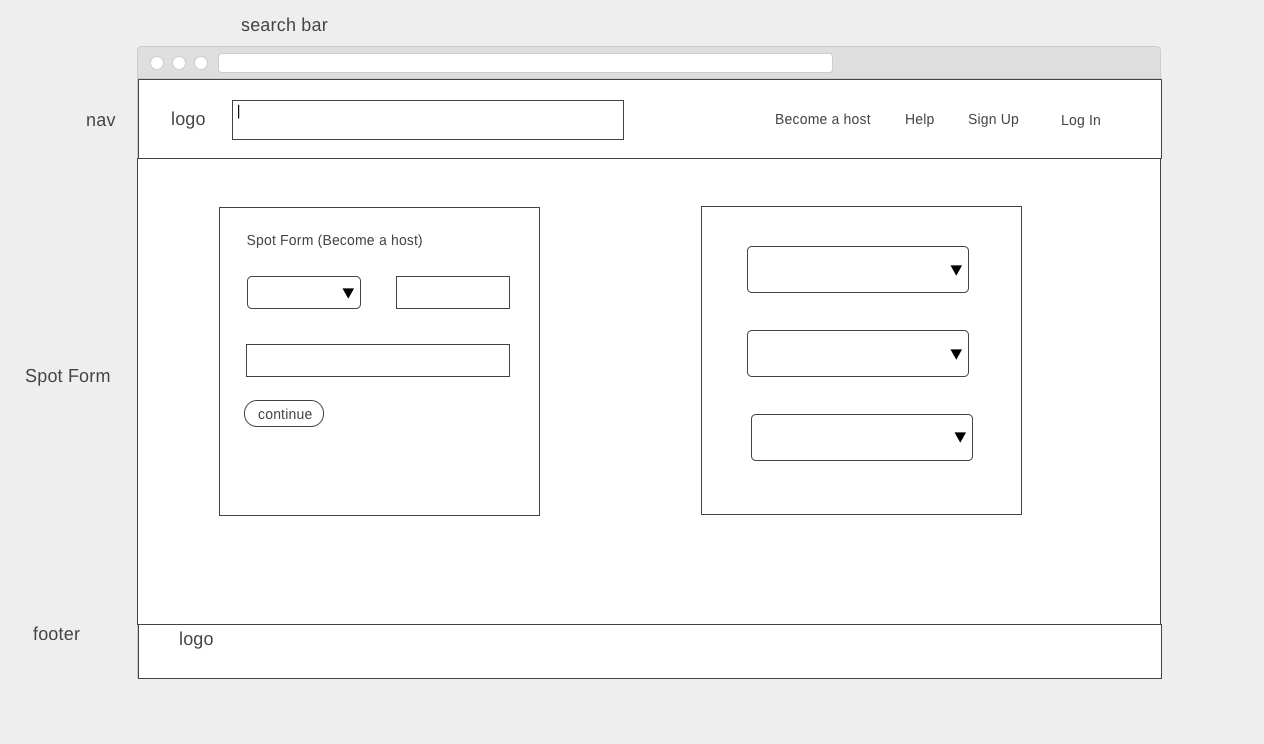 search bar
nav
logo
Become a host
Help
Sign Up
Log In
Spot Form (Become a host)
Spot Form
continue
footer
logo